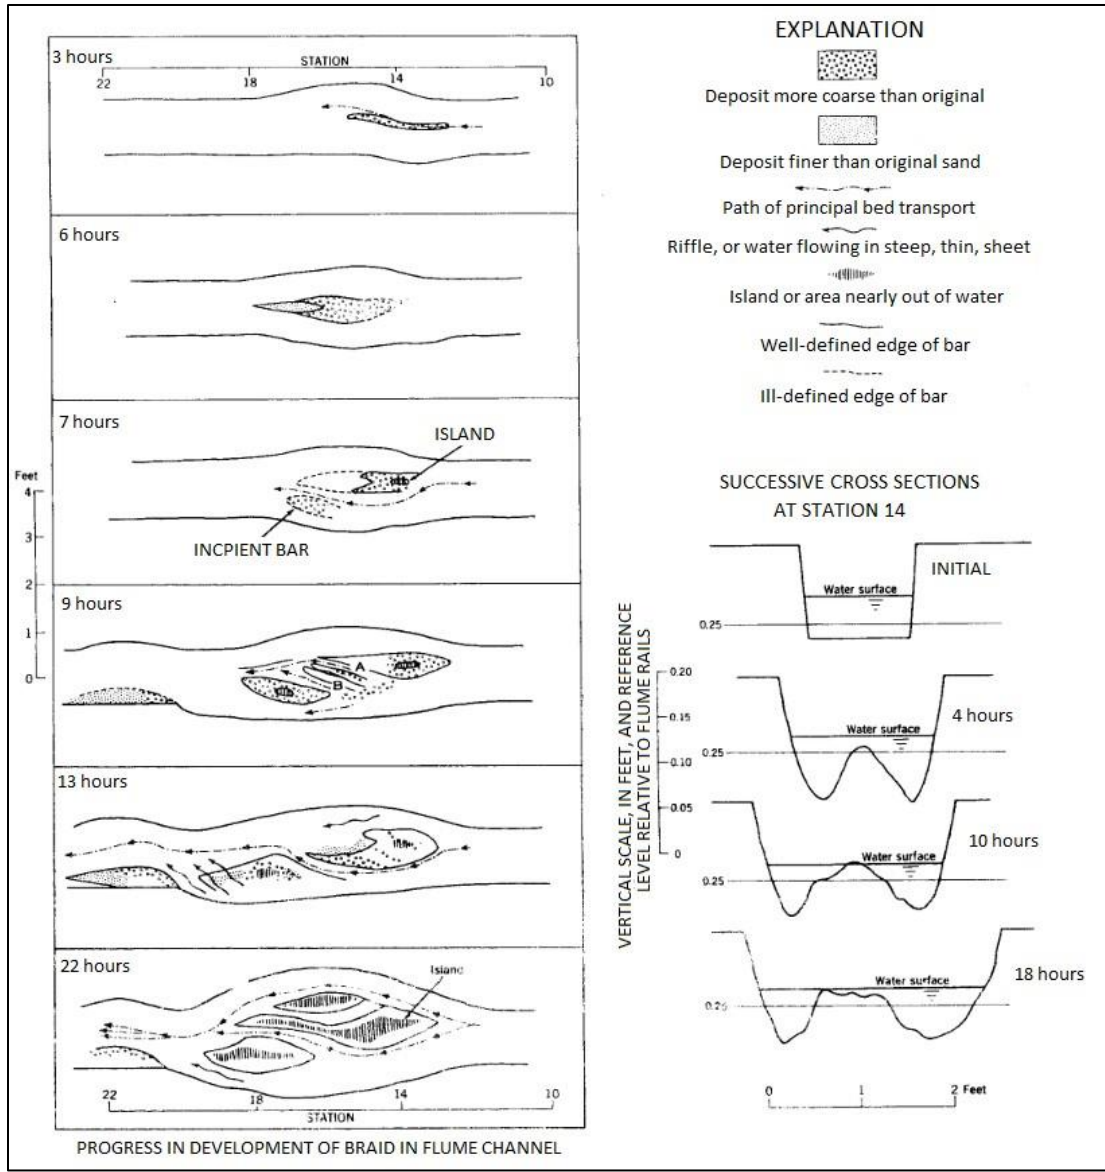 3 hours
STATION
22 18 14 10
6 hours
7 hours
ISLAND
INCPIENT BAR
Feet
4
3
2
1
0
9 hours
A
B
13 hours
22 hours
Island
22 18 14 10
STATION
PROGRESS IN DEVELOPMENT OF BRAID IN FLUME CHANNEL
EXPLANATION
Deposit more coarse than original
Deposit finer than original sand
Path of principal bed transport
Riffle, or water flowing in steep, thin, sheet
Island or area nearly out of water
Well-defined edge of bar
Ill-defined edge of bar
SUCCESSIVE CROSS SECTIONS
AT STATION 14
INITIAL
Water surface
0.25
VERTICAL SCALE, IN FEET, AND REFERENCE
LEVEL RELATIVE TO FLUME RAILS
0.20
0.15
0.10
0.05
0
4 hours
Water surface
0.25
10 hours
Water surface
0.25
18 hours
Water surface
0.25
0 1 2 Feet